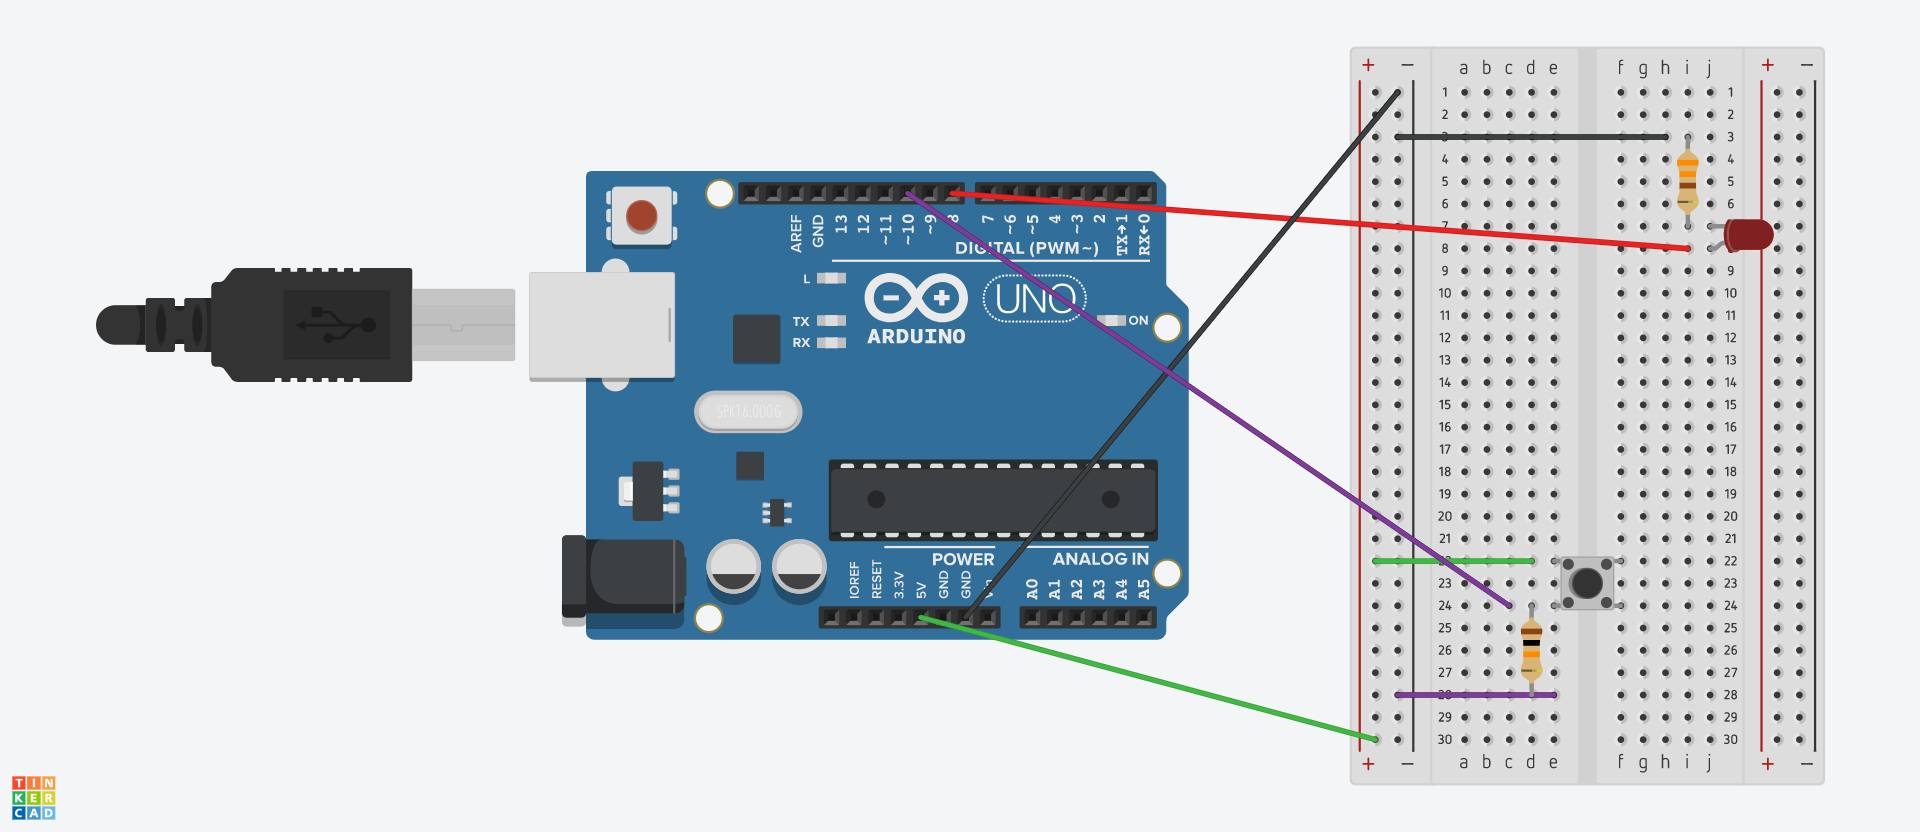 + − a b c d e f g h i j + −
1 1
2 2
3 3
4 4
5 5
6 6
7
8 8
9 9
10 10
11 11
12 12
13 13
14 14
15 15
16 16
17 17
18 18
19 19
20 20
21 21
22 22
23 23
24 24
25 25
26 26
27 27
28 28
29 29
30 30
+ − a b c d e f g h i j + −
AREF GND 13 12 ~11 ~10 ~9 8 7 ~6 ~5 4 ~3 2 TX→1 RX←0
DIGITAL (PWM~)
L
TX
RX
UNO
ON
ARDUINO
SPK16.000G
POWER ANALOG IN
IOREF RESET 3.3V 5V GND GND A0 A1 A2 A3 A4 A5
TIN
KER
CAD